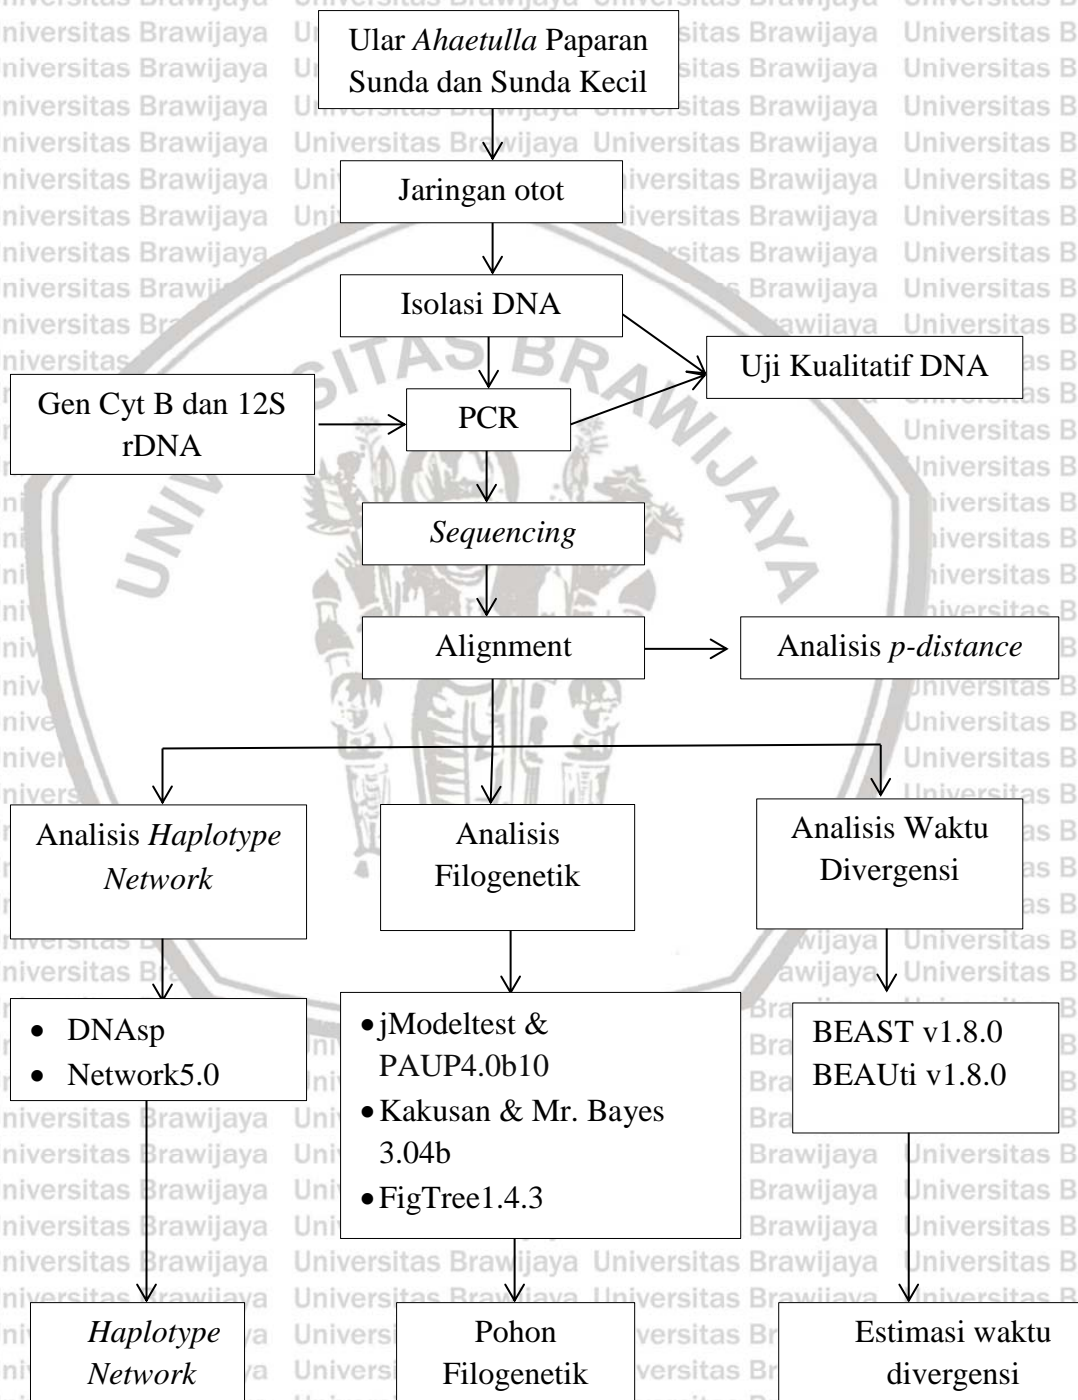 Ular Ahaetulla Paparan
Sunda dan Sunda Kecil
Jaringan otot
Isolasi DNA
Uji Kualitatif DNA
Gen Cyt B dan 12S
rDNA
PCR
Sequencing
Alignment
Analisis p-distance
Analisis Haplotype
Network
Analisis
Filogenetik
Analisis Waktu
Divergensi
• DNAsp
• Network5.0
• jModeltest &
PAUP4.0b10
• Kakusan & Mr. Bayes
3.04b
• FigTree1.4.3
BEAST v1.8.0
BEAUti v1.8.0
Haplotype
Network
Pohon
Filogenetik
Estimasi waktu
divergensi